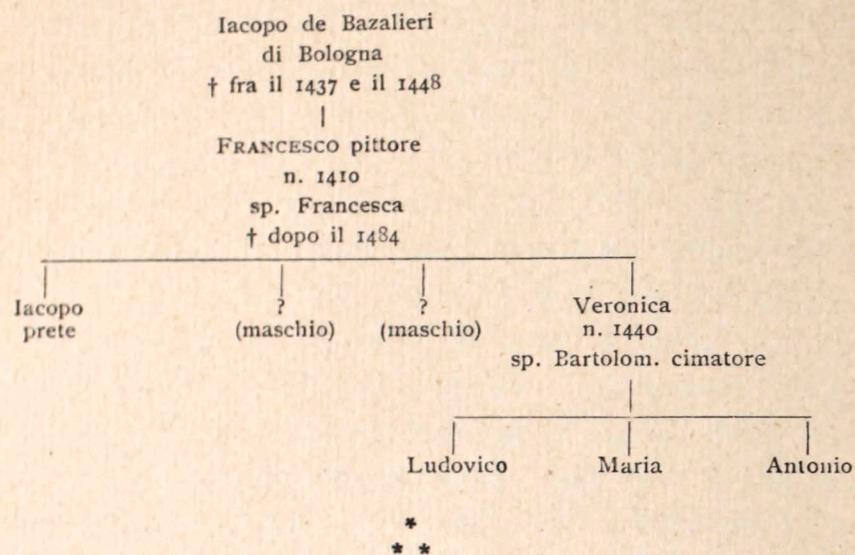 Iacopo de Bazalieri
di Bologna
† fra il 1437 e il 1448
FRANCESCO pittore
n. 1410
sp. Francesca
† dopo il 1484
Iacopo ? ? Veronica
prete (maschio) (maschio) n. 1440
sp. Bartolom. cimatore
Ludovico Maria Antonio
*
* *